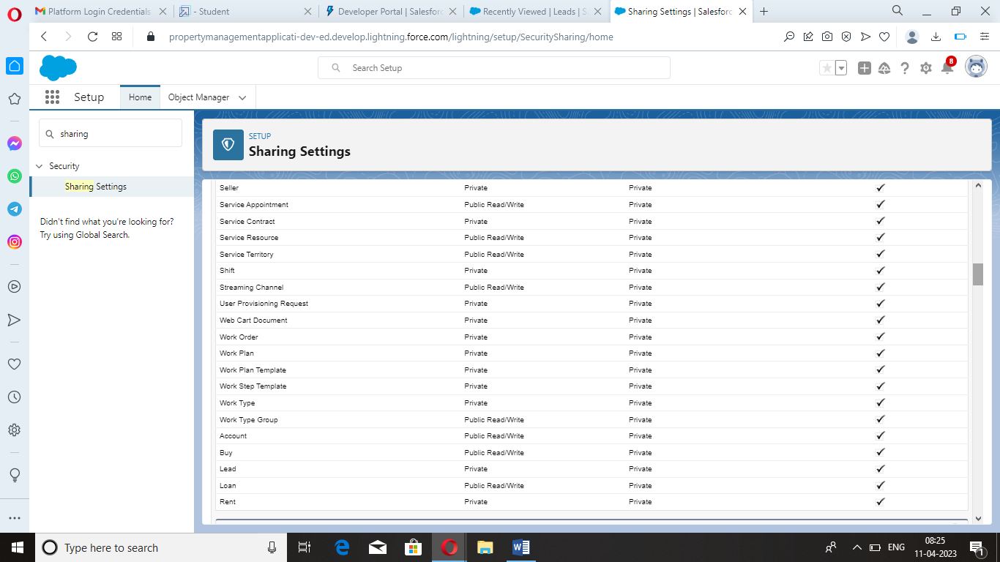 Platform Login Credentials
- Student
Developer Portal | Salesforc
Recently Viewed | Leads | S
Sharing Settings | Salesforc
propertymanagementapplicati-dev-ed.develop.lightning.force.com/lightning/setup/SecuritySharing/home
Search Setup
8
Setup
Home
Object Manager
sharing
Security
Sharing Settings
Didn't find what you're looking for?
Try using Global Search.
SETUP
Sharing Settings
Seller Private Private
Service Appointment Public Read/Write Private
Service Contract Private Private
Service Resource Public Read/Write Private
Service Territory Public Read/Write Private
Shift Private Private
Streaming Channel Public Read/Write Private
User Provisioning Request Private Private
Web Cart Document Private Private
Work Order Private Private
Work Plan Private Private
Work Plan Template Private Private
Work Step Template Private Private
Work Type Private Private
Work Type Group Public Read/Write Private
Account Public Read/Write Private
Buy Public Read/Write Private
Lead Private Private
Loan Public Read/Write Private
Rent Private Private
Type here to search
ENG
08:25
11-04-2023
1